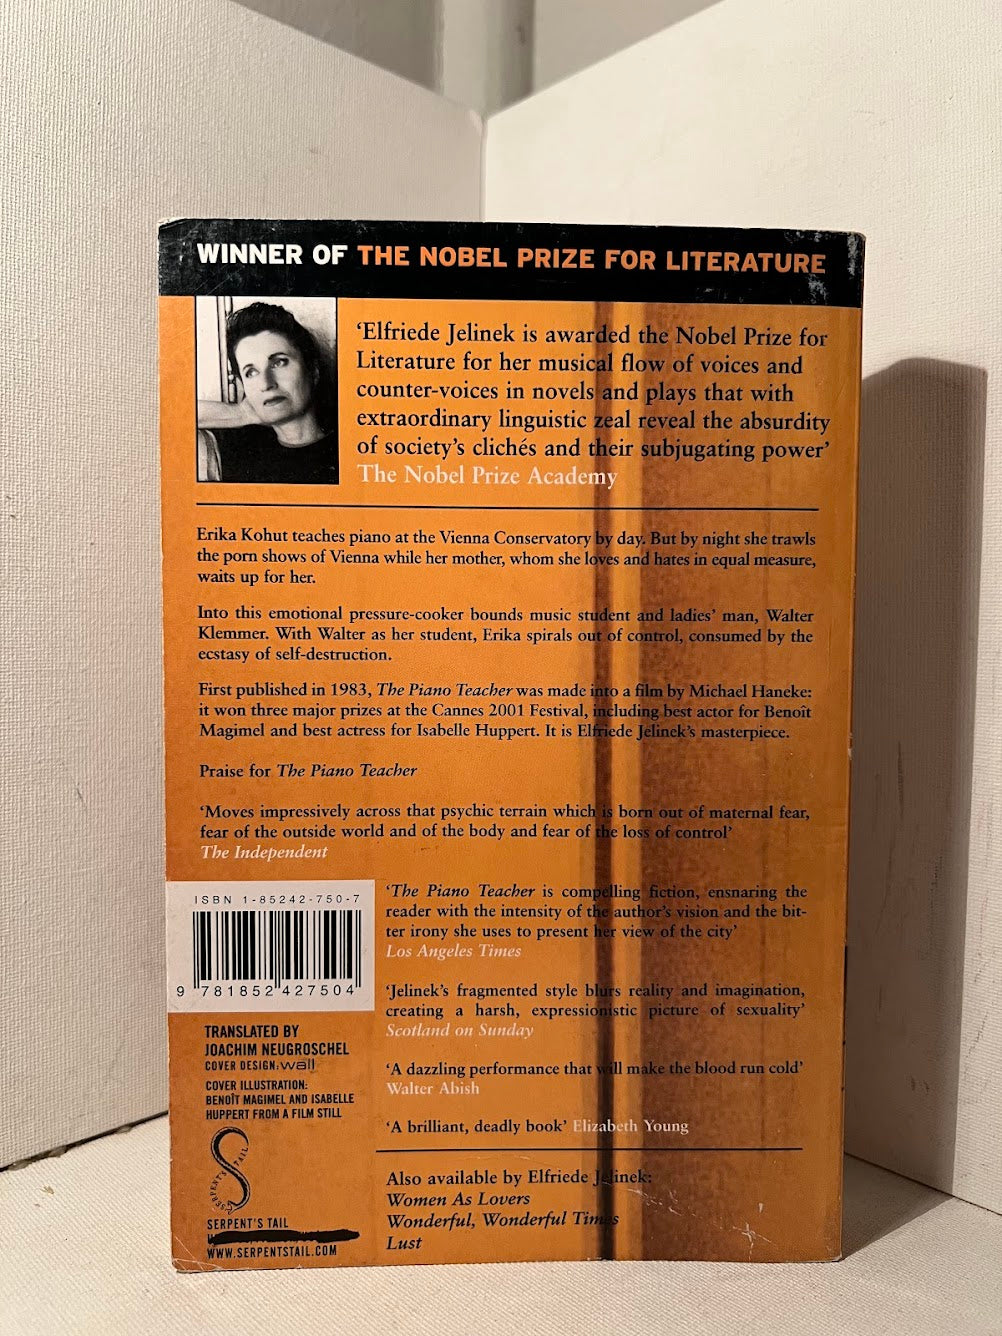 WINNER OF THE NOBEL PRIZE FOR LITERATURE
‘Elfriede Jelinek is awarded the Nobel Prize for
Literature for her musical flow of voices and
counter-voices in novels and plays that with
extraordinary linguistic zeal reveal the absurdity
of society’s clichés and their subjugating power’
The Nobel Prize Academy
Erika Kohut teaches piano at the Vienna Conservatory by day. But by night she trawls
the porn shows of Vienna while her mother, whom she loves and hates in equal measure,
waits up for her.
Into this emotional pressure-cooker bounds music student and ladies’ man, Walter
Klemmer. With Walter as her student, Erika spirals out of control, consumed by the
ecstasy of self-destruction.
First published in 1983, The Piano Teacher was made into a film by Michael Haneke:
it won three major prizes at the Cannes 2001 Festival, including best actor for Benoît
Magimel and best actress for Isabelle Huppert. It is Elfriede Jelinek’s masterpiece.
Praise for The Piano Teacher
‘Moves impressively across that psychic terrain which is born out of maternal fear,
fear of the outside world and of the body and fear of the loss of control’
The Independent
‘The Piano Teacher is compelling fiction, ensnaring the
reader with the intensity of the author’s vision and the bit-
ter irony she uses to present her view of the city’
Los Angeles Times
‘Jelinek’s fragmented style blurs reality and imagination,
creating a harsh, expressionistic picture of sexuality’
Scotland on Sunday
‘A dazzling performance that will make the blood run cold’
Walter Abish
‘A brilliant, deadly book’ Elizabeth Young
Also available by Elfriede Jelinek:
Women As Lovers
Wonderful, Wonderful Times
Lust
ISBN 1-85242-750-7
9 781852 427504
TRANSLATED BY
JOACHIM NEUGROSCHEL
COVER DESIGN: wall
COVER ILLUSTRATION:
BENOÎT MAGIMEL AND ISABELLE
HUPPERT FROM A FILM STILL
SERPENT'S TAIL
SERPENT'S TAIL
WWW.SERPENTSTAIL.COM